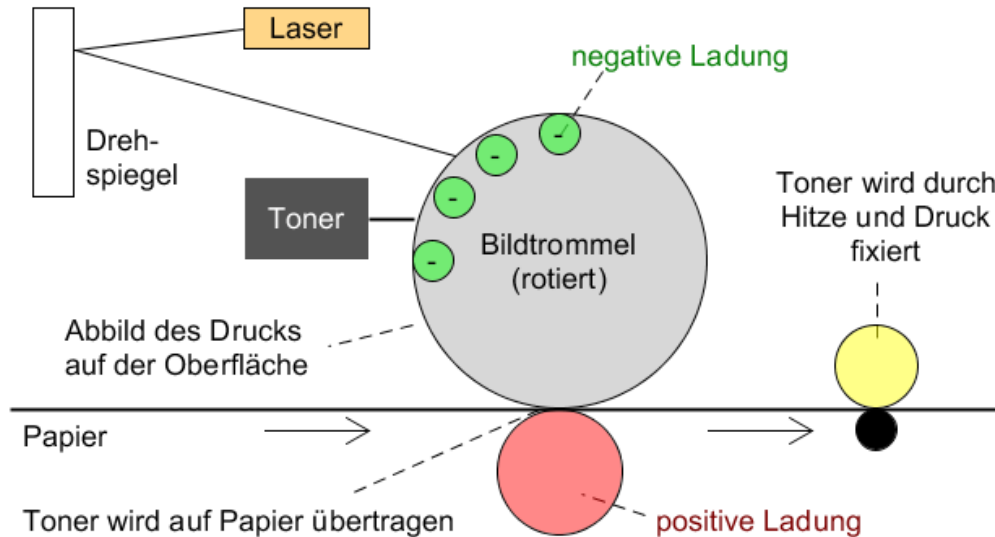 Laser
negative Ladung
Dreh-
spiegel
Toner
Toner wird durch
Hitze und Druck
fixiert
-
-
-
-
Bildtrommel
(rotiert)
Abbild des Drucks
auf der Oberfläche
Papier
Toner wird auf Papier übertragen
positive Ladung